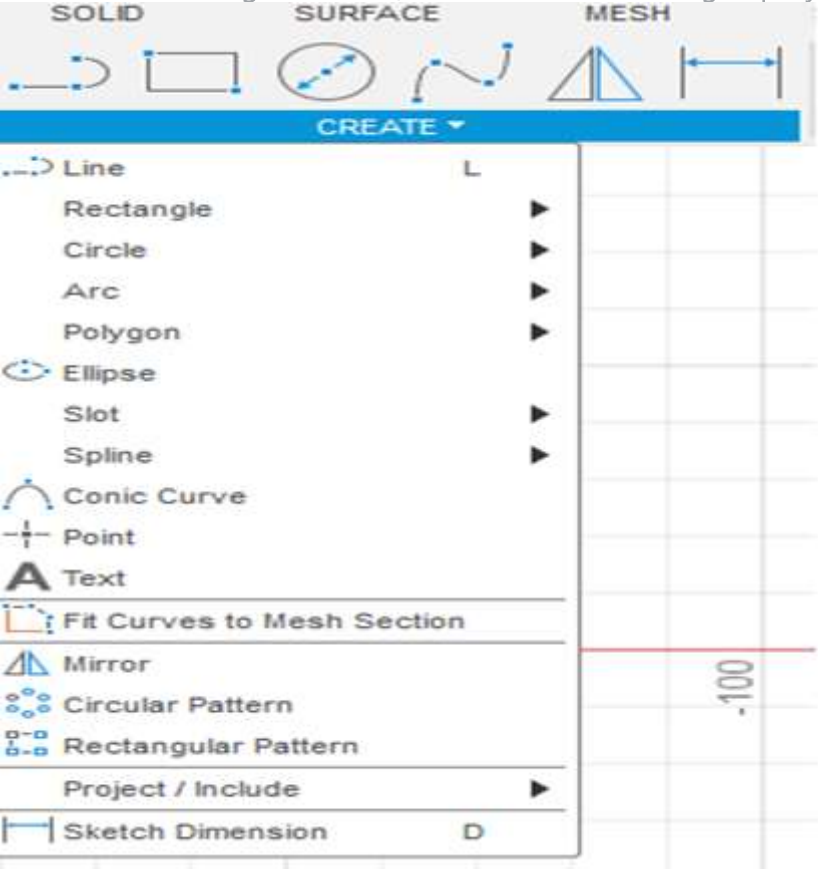 SOLID SURFACE MESH
CREATE
Line L
Rectangle
Circle
Arc
Polygon
Ellipse
Slot
Spline
Conic Curve
Point
A Text
Fit Curves to Mesh Section
Mirror
Circular Pattern
Rectangular Pattern
Project / Include
Sketch Dimension D
-100